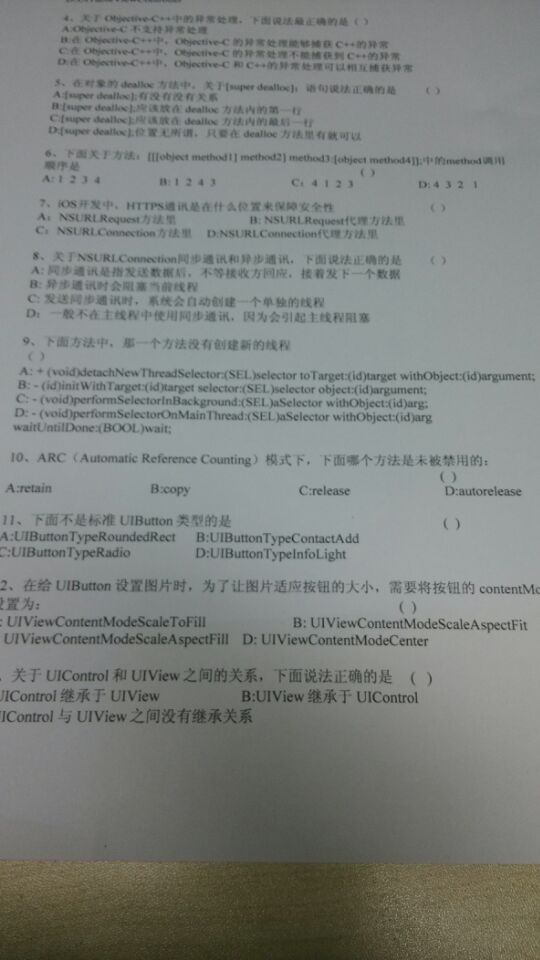 4、关于 Objective-C++中的异常处理，下面说法最正确的是（ ）
A:Objective-C 不支持异常处理
B:在 Objective-C++中，Objective-C 的异常处理能够捕获 C++的异常
C:在 Objective-C++中，Objective-C 的异常处理不能捕获到 C++的异常
D:在 Objective-C++中，Objective-C 和 C++的异常处理可以相互捕获异常
5、在对象的 dealloc 方法中，关于[super dealloc]；语句说法正确的是 （ ）
A:[super dealloc];有没有没有关系
B:[super dealloc];应该放在 dealloc 方法内的第一行
C:[super dealloc];应该放在 dealloc 方法内的最后一行
D:[super dealloc];位置无所谓，只要在 dealloc 方法里有就可以
6、下面关于方法：[[[object method1] method2] method3:[object method4]];中的method调用
顺序是 （ ）
A: 1 2 3 4 B: 1 2 4 3 C: 4 1 2 3 D: 4 3 2 1
7、iOS开发中，HTTPS通讯是在什么位置来保障安全性 （ ）
A： NSURLRequest方法里 B: NSURLRequest代理方法里
C： NSURLConnection方法里 D:NSURLConnection代理方法里
8、关于NSURLConnection同步通讯和异步通讯，下面说法正确的是 （ ）
A: 同步通讯是指发送数据后，不等接收方回应，接着发下一个数据
B: 异步通讯时会阻塞当前线程
C: 发送同步通讯时，系统会自动创建一个单独的线程
D： 一般不在主线程中使用同步通讯，因为会引起主线程阻塞
9、下面方法中，那一个方法没有创建新的线程
（ ）
A: + (void)detachNewThreadSelector:(SEL)selector toTarget:(id)target withObject:(id)argument;
B: - (id)initWithTarget:(id)target selector:(SEL)selector object:(id)argument;
C: - (void)performSelectorInBackground:(SEL)aSelector withObject:(id)arg;
D: - (void)performSelectorOnMainThread:(SEL)aSelector withObject:(id)arg
waitUntilDone:(BOOL)wait;
10、ARC（Automatic Reference Counting）模式下，下面哪个方法是未被禁用的：
（ ）
A:retain B:copy C:release D:autorelease
11、下面不是标准 UIButton 类型的是 （ ）
A:UIButtonTypeRoundedRect B:UIButtonTypeContactAdd
C:UIButtonTypeRadio D:UIButtonTypeInfoLight
2、在给 UIButton 设置图片时，为了让图片适应按钮的大小，需要将按钮的 contentMo
设置为： （ ）
: UIViewContentModeScaleToFill B: UIViewContentModeScaleAspectFit
UIViewContentModeScaleAspectFill D: UIViewContentModeCenter
、关于 UIControl 和 UIView 之间的关系，下面说法正确的是 （ ）
UIControl 继承于 UIView B:UIView 继承于 UIControl
UIControl 与 UIView 之间没有继承关系